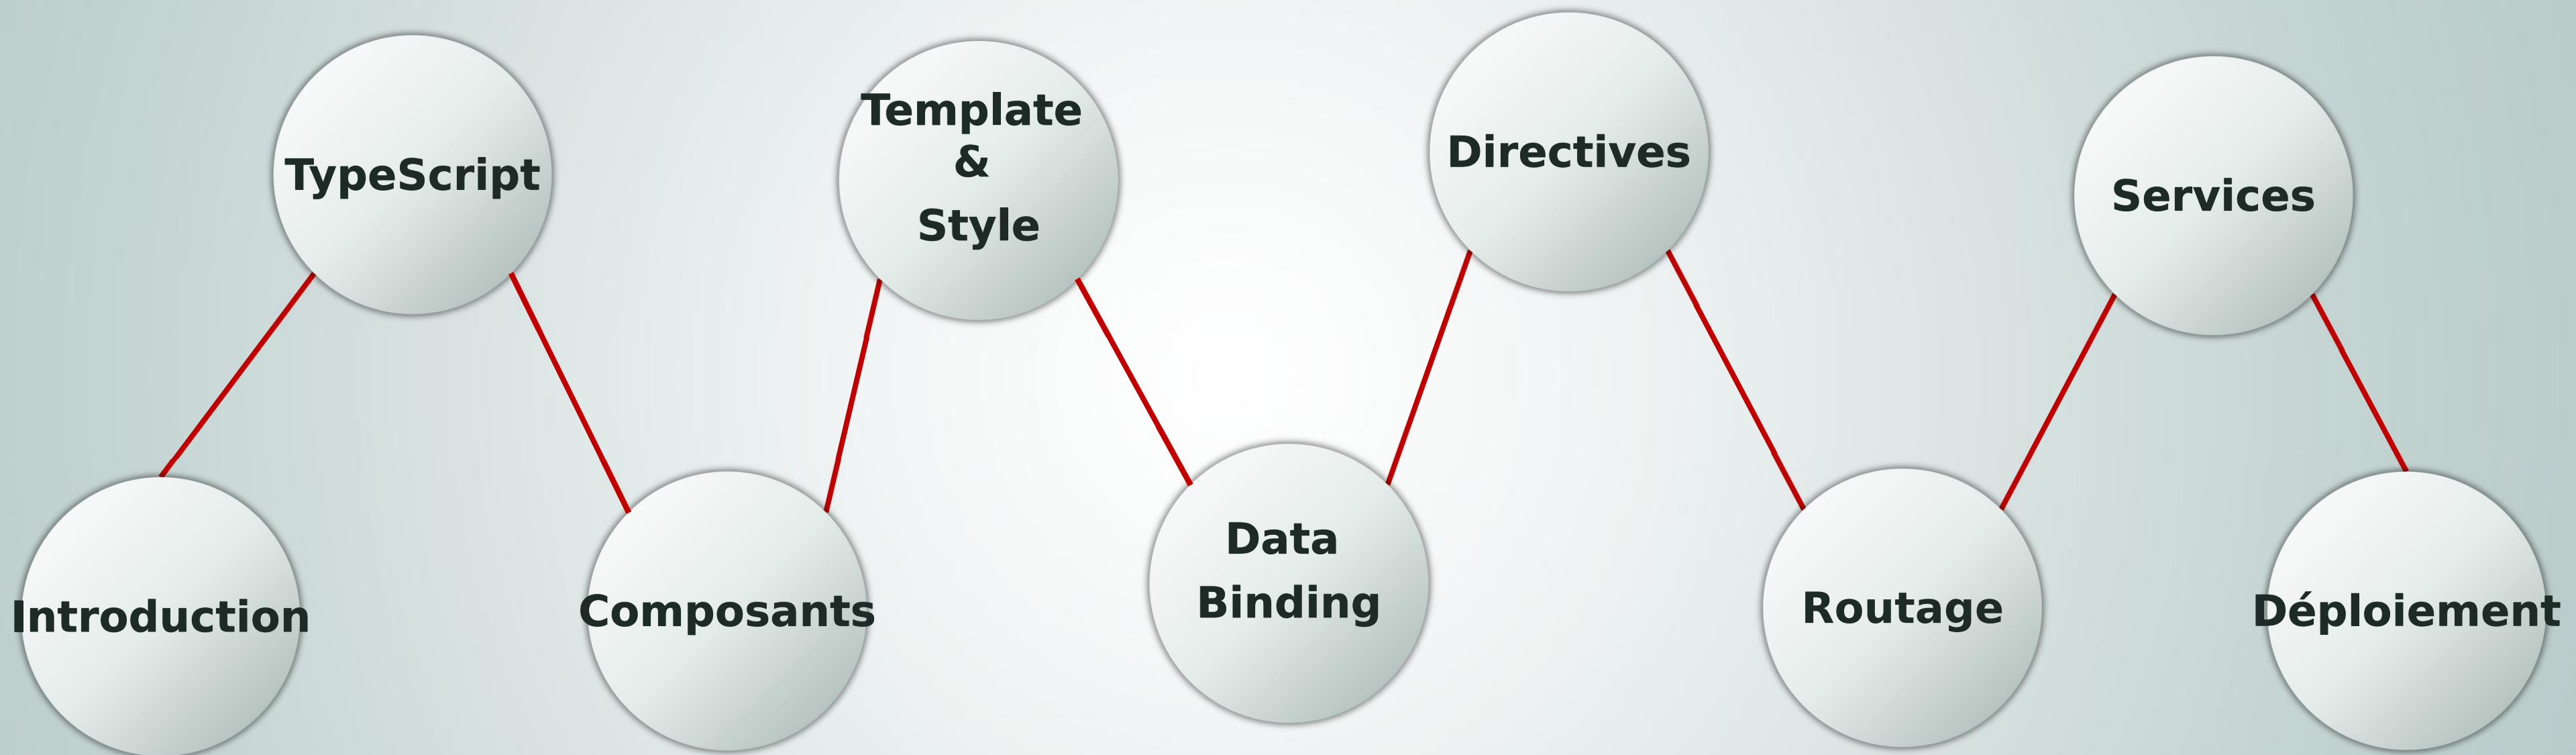 Introduction
TypeScript
Composants
Template
&
Style
Data
Binding
Directives
Routage
Services
Déploiement